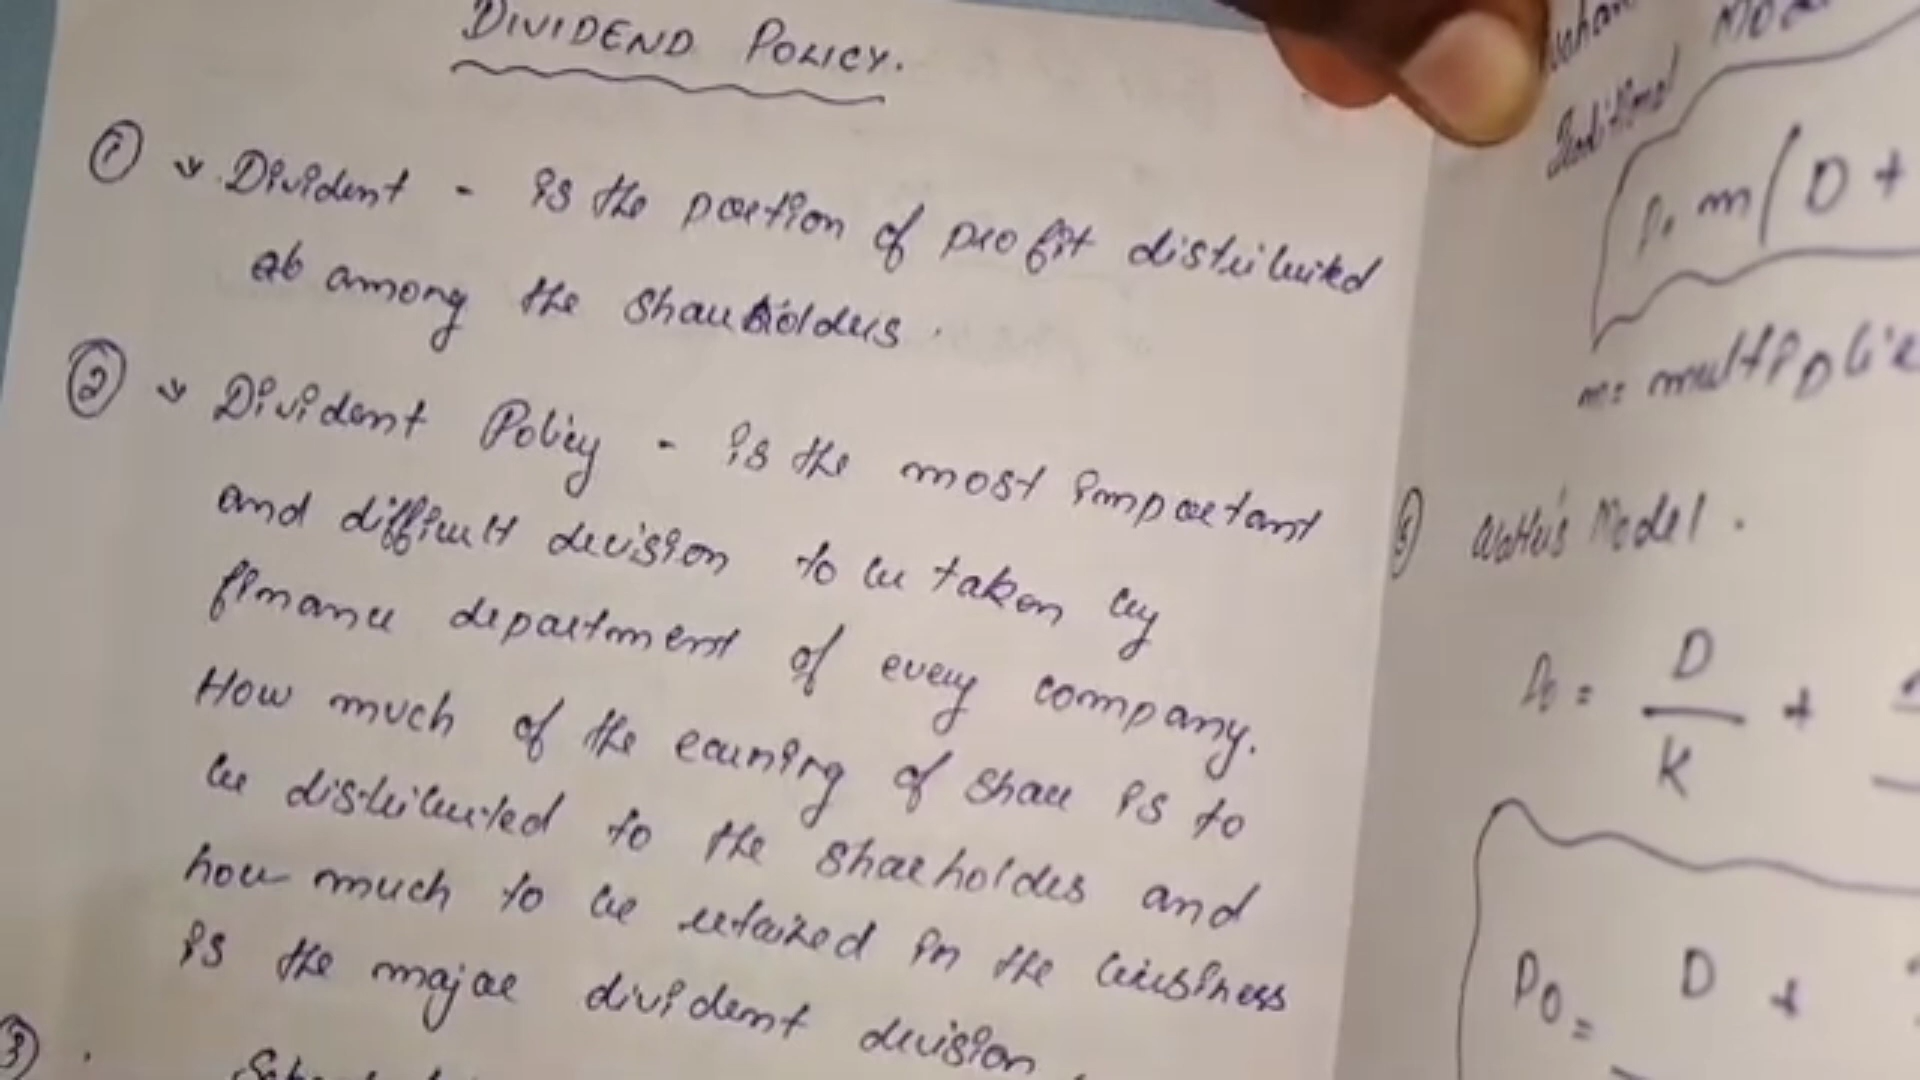 DIVIDEND POLICY.
① Divident - is the portion of profit distributed
ab among the shareholders.
② Divident Policy - is the most important
and difficult decision to be taken by
finance department of every company.
How much of the earning of share is to
be distributed to the shareholders and
how much to be retained in the business
is the major divident decision
③
m ( D +
m =
⑤ Walter's Model.
P0 = D / K +
P0 = D +